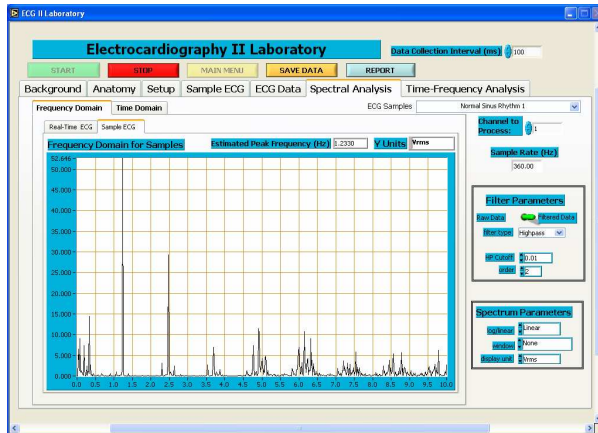 ECG II Laboratory
Electrocardiography II Laboratory
Data Collection Interval (ms) 100
START STOP MAIN MENU SAVE DATA REPORT
Background Anatomy Setup Sample ECG ECG Data Spectral Analysis Time-Frequency Analysis
Frequency Domain Time Domain ECG Samples Normal Sinus Rhythm 1
Real-Time ECG Sample ECG
Channel to Process: 1
Frequency Domain for Samples Estimated Peak Frequency (Hz) 1.2330 Y Units Vrms
Sample Rate (Hz)
360.00
52.646
50.000
45.000
40.000
35.000
30.000
25.000
20.000
15.000
10.000
5.000
0.000
0.0 0.5 1.0 1.5 2.0 2.5 3.0 3.5 4.0 4.5 5.0 5.5 6.0 6.5 7.0 7.5 8.0 8.5 9.0 9.5 10.0
Filter Parameters
Raw Data Filtered Data
filter type Highpass
HP Cutoff 0.01
order 2
Spectrum Parameters
log/linear Linear
window None
display unit Vrms